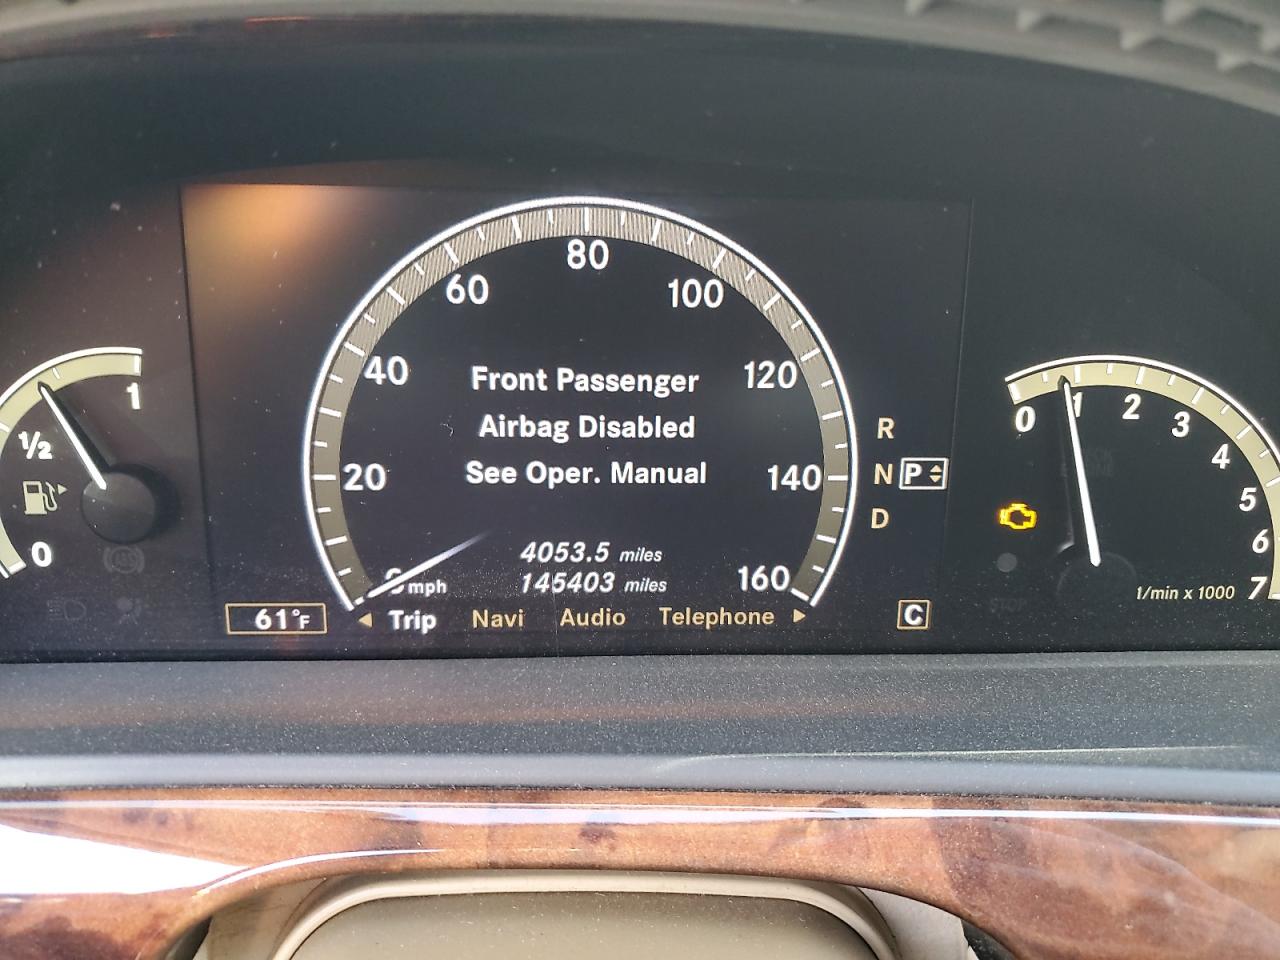 80
60
100
40
120
20
140
mph
160
Front Passenger
Airbag Disabled
See Oper. Manual
4053.5 miles
145403 miles
1
1/2
0
R
N P
D
61°F
Trip Navi Audio Telephone
C
0
1
2
3
4
5
6
7
1/min x 1000